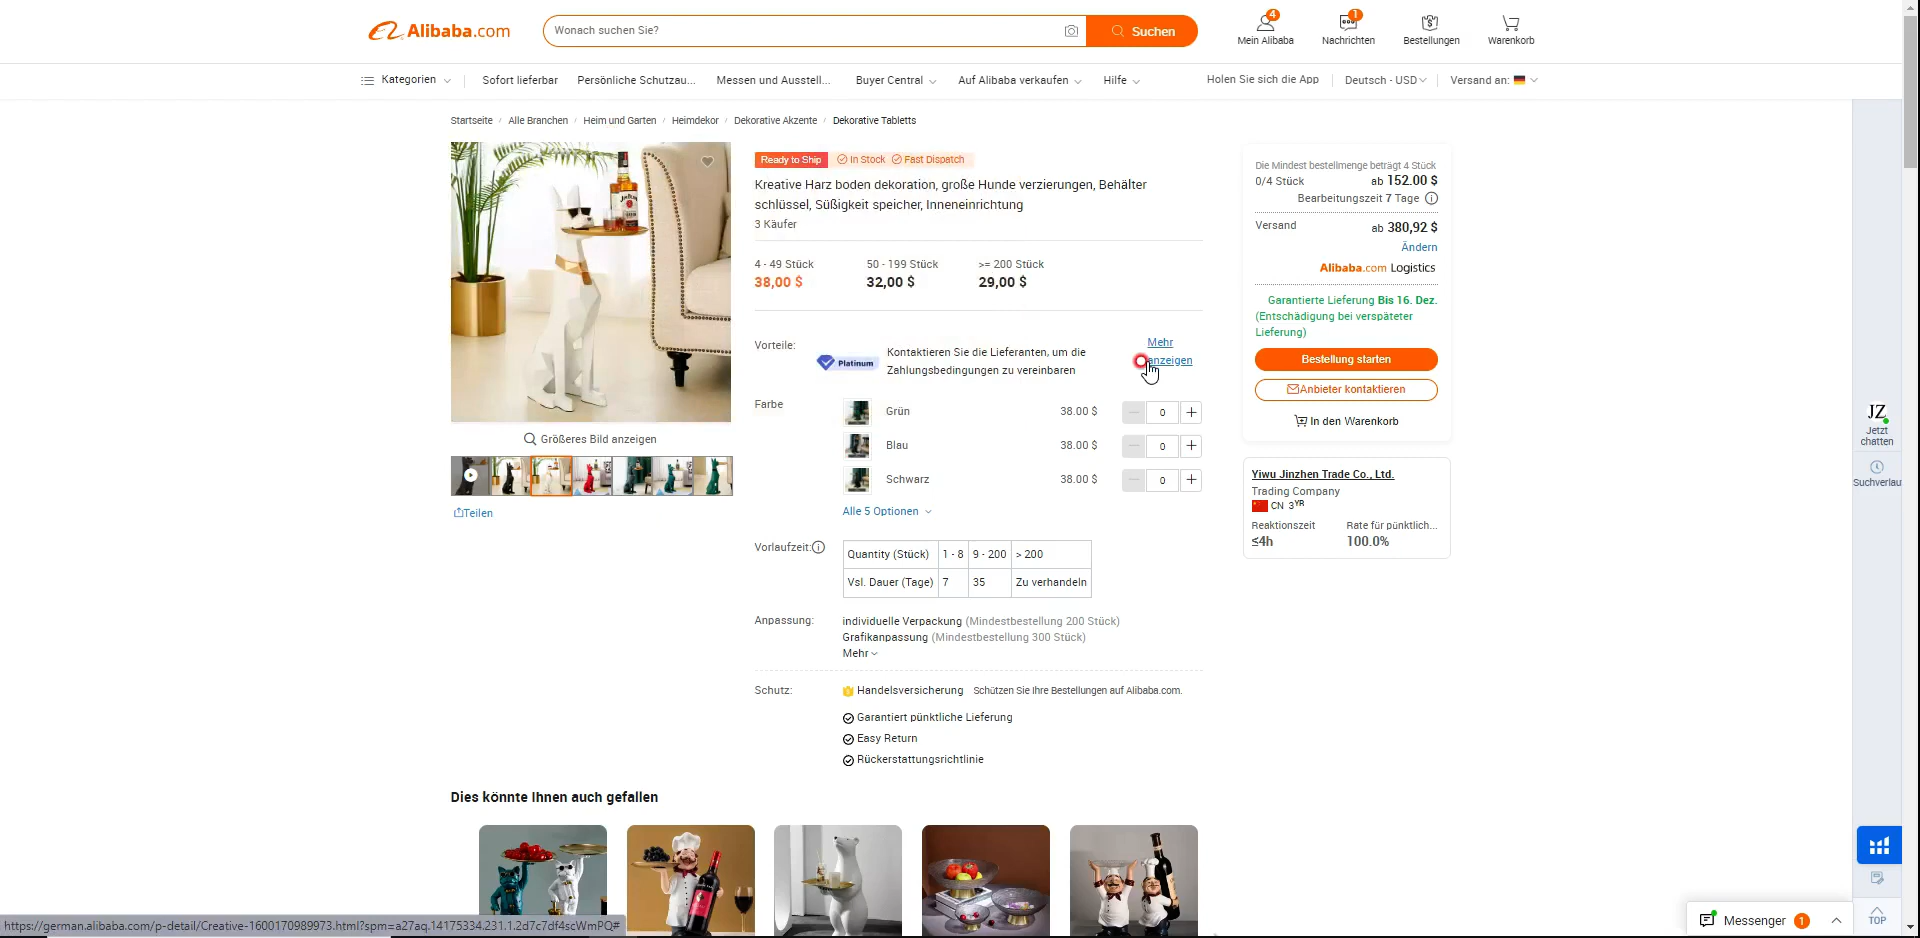 Alibaba.com
Wonach suchen Sie?
Suchen
4
Mein Alibaba
1
Nachrichten
Bestellungen
Warenkorb
Kategorien
Sofort lieferbar
Persönliche Schutzau...
Messen und Ausstell...
Buyer Central
Auf Alibaba verkaufen
Hilfe
Holen Sie sich die App
Deutsch - USD
Versand an:
Startseite / Alle Branchen / Heim und Garten / Heimdekor / Dekorative Akzente / Dekorative Tabletts
Größeres Bild anzeigen
Teilen
Ready to Ship In Stock Fast Dispatch
Kreative Harz boden dekoration, große Hunde verzierungen, Behälter
schlüssel, Süßigkeit speicher, Inneneinrichtung
3 Käufer
4 - 49 Stück
38,00 $
50 - 199 Stück
32,00 $
>= 200 Stück
29,00 $
Vorteile:
Platinum
Kontaktieren Sie die Lieferanten, um die
Zahlungsbedingungen zu vereinbaren
Mehr
anzeigen
Farbe
Grün 38.00 $ 0
Blau 38.00 $ 0
Schwarz 38.00 $ 0
Alle 5 Optionen
Vorlaufzeit:
Quantity (Stück) 1 - 8 9 - 200 > 200
Vsl. Dauer (Tage) 7 35 Zu verhandeln
Anpassung:
individuelle Verpackung (Mindestbestellung 200 Stück)
Grafikanpassung (Mindestbestellung 300 Stück)
Mehr
Schutz:
Handelsversicherung Schützen Sie Ihre Bestellungen auf Alibaba.com.
Garantiert pünktliche Lieferung
Easy Return
Rückerstattungsrichtlinie
Die Mindest bestellmenge beträgt 4 Stück
0/4 Stück ab 152.00 $
Bearbeitungszeit 7 Tage
Versand ab 380,92 $
Ändern
Alibaba.com Logistics
Garantierte Lieferung Bis 16. Dez.
(Entschädigung bei verspäteter
Lieferung)
Bestellung starten
Anbieter kontaktieren
In den Warenkorb
Yiwu Jinzhen Trade Co., Ltd.
Trading Company
CN 3YR
Reaktionszeit
≤4h
Rate für pünktlich...
100.0%
JZ
Jetzt
chatten
Suchverlau
Dies könnte Ihnen auch gefallen
https://german.alibaba.com/p-detail/Creative-1600170989973.html?spm=a27aq.14175334.231.1.2d7c7df4scWmPQ#
Messenger 1
TOP